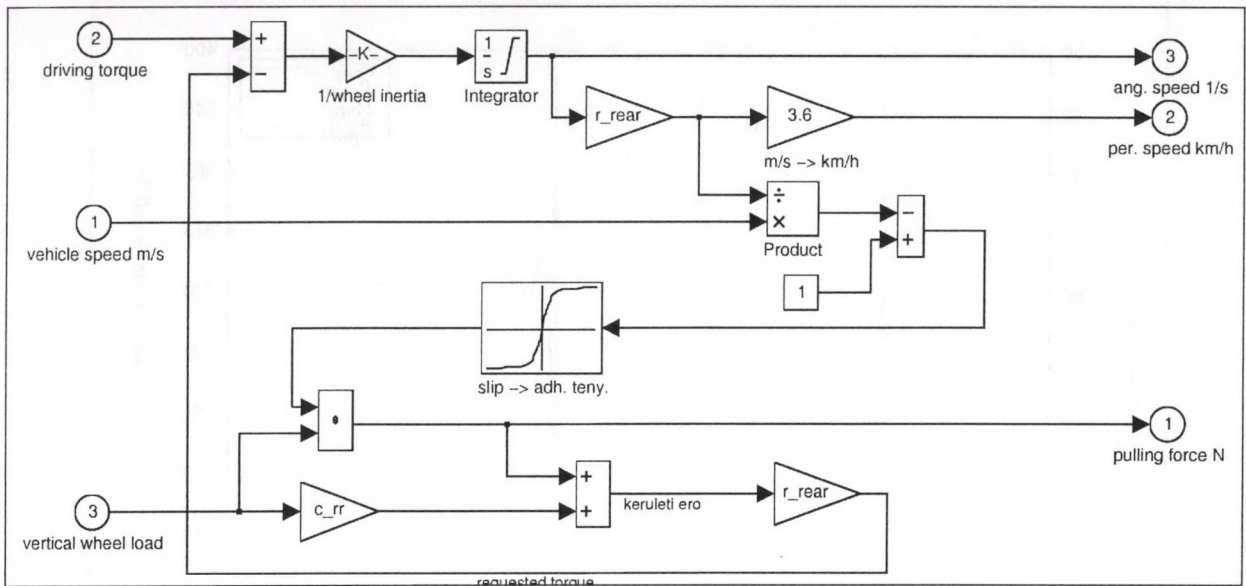 2
driving torque
+
−
-K-
1/wheel inertia
1
s
Integrator
3
ang. speed 1/s
r_rear
3.6
m/s −> km/h
2
per. speed km/h
1
vehicle speed m/s
÷
×
Product
−
+
1
slip −> adh. teny.
1
pulling force N
+
+
keruleti ero
r_rear
3
vertical wheel load
c_rr
requested torque